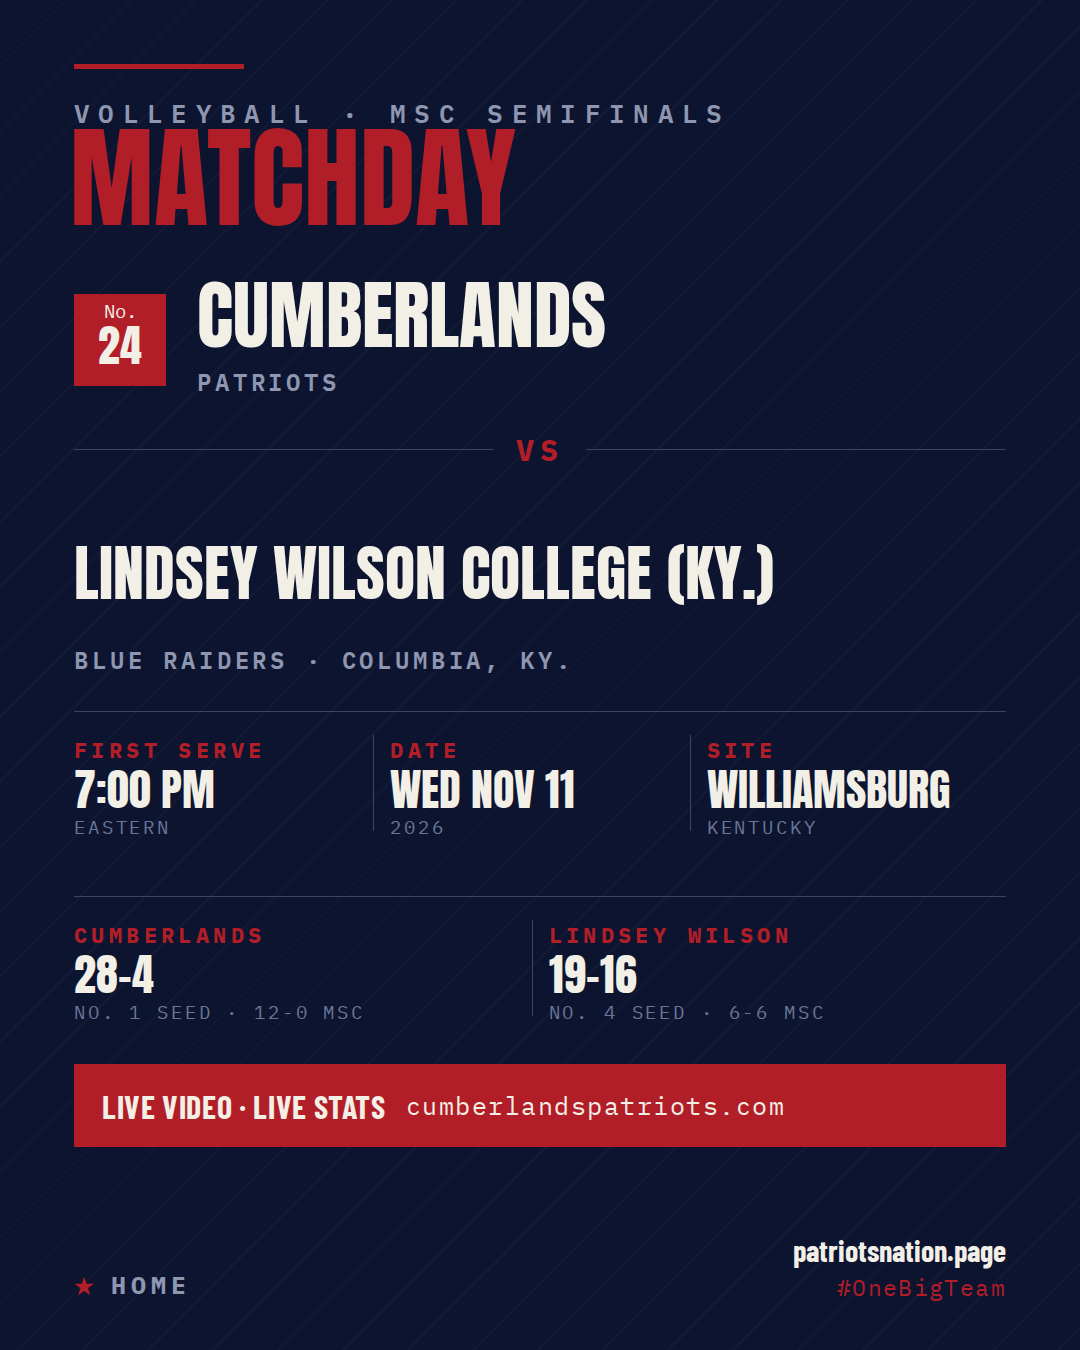 VOLLEYBALL · MSC SEMIFINALS
MATCHDAY
No.
24
CUMBERLANDS
PATRIOTS
VS
LINDSEY WILSON COLLEGE (KY.)
BLUE RAIDERS · COLUMBIA, KY.
FIRST SERVE
7:00 PM
EASTERN
DATE
WED NOV 11
2026
SITE
WILLIAMSBURG
KENTUCKY
CUMBERLANDS
28-4
NO. 1 SEED · 12-0 MSC
LINDSEY WILSON
19-16
NO. 4 SEED · 6-6 MSC
LIVE VIDEO · LIVE STATS cumberlandspatriots.com
★ HOME
patriotsnation.page
#OneBigTeam